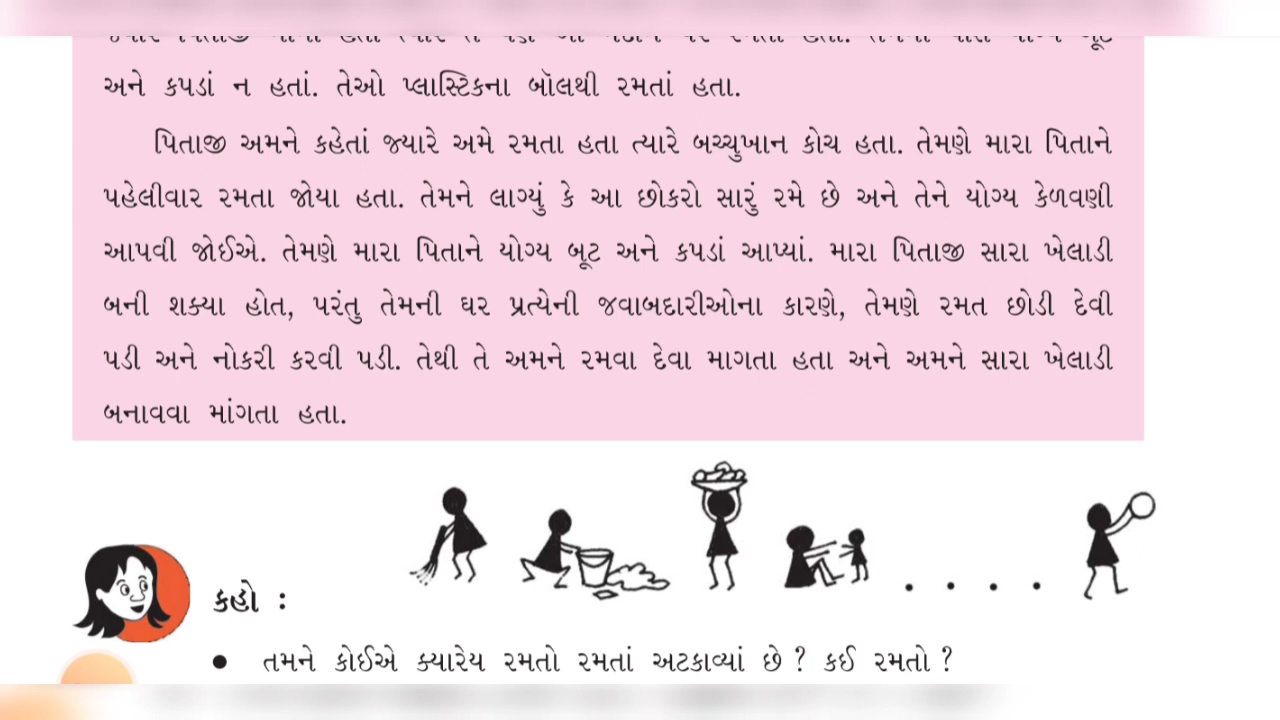 અને કપડાં ન હતાં. તેઓ પ્લાસ્ટિકના બૉલથી રમતાં હતા.
પિતાજી અમને કહેતાં જ્યારે અમે રમતા હતા ત્યારે બચ્ચુખાન કોચ હતા. તેમણે મારા પિતાને
પહેલીવાર રમતા જોયા હતા. તેમને લાગ્યું કે આ છોકરો સારું રમે છે અને તેને યોગ્ય કેળવણી
આપવી જોઈએ. તેમણે મારા પિતાને યોગ્ય બૂટ અને કપડાં આપ્યાં. મારા પિતાજી સારા ખેલાડી
બની શક્યા હોત, પરંતુ તેમની ઘર પ્રત્યેની જવાબદારીઓના કારણે, તેમણે રમત છોડી દેવી
પડી અને નોકરી કરવી પડી. તેથી તે અમને રમવા દેવા માગતા હતા અને અમને સારા ખેલાડી
બનાવવા માંગતા હતા.
કહો :
● તમને કોઈએ ક્યારેય રમતો રમતાં અટકાવ્યાં છે ? કઈ રમતો ?